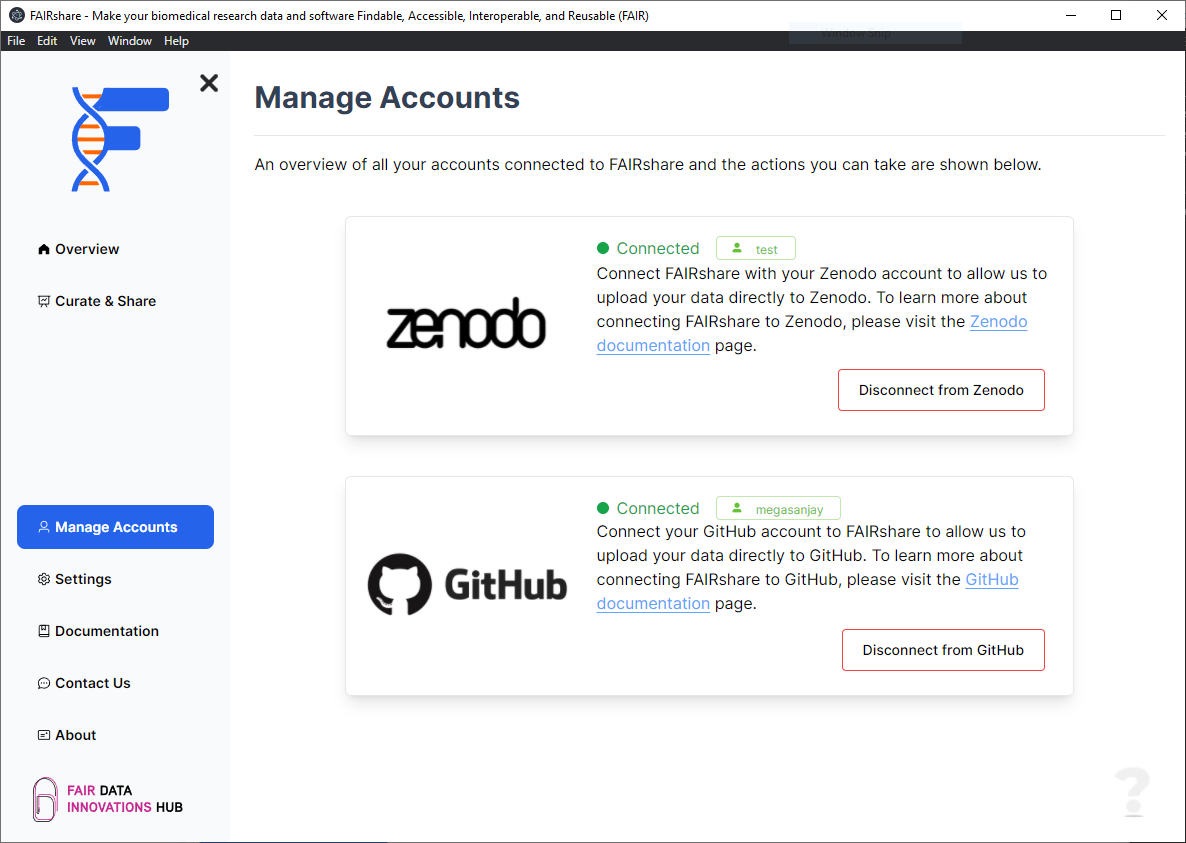 FAIRshare - Make your biomedical research data and software Findable, Accessible, Interoperable, and Reusable (FAIR)
File Edit View Window Help
Window Snip
Manage Accounts
An overview of all your accounts connected to FAIRshare and the actions you can take are shown below.
Overview
Curate & Share
Manage Accounts
Settings
Documentation
Contact Us
About
FAIR DATA
INNOVATIONS HUB
zenodo
Connected test
Connect FAIRshare with your Zenodo account to allow us to
upload your data directly to Zenodo. To learn more about
connecting FAIRshare to Zenodo, please visit the Zenodo
documentation page.
Disconnect from Zenodo
GitHub
Connected megasanjay
Connect your GitHub account to FAIRshare to allow us to
upload your data directly to GitHub. To learn more about
connecting FAIRshare to GitHub, please visit the GitHub
documentation page.
Disconnect from GitHub
?